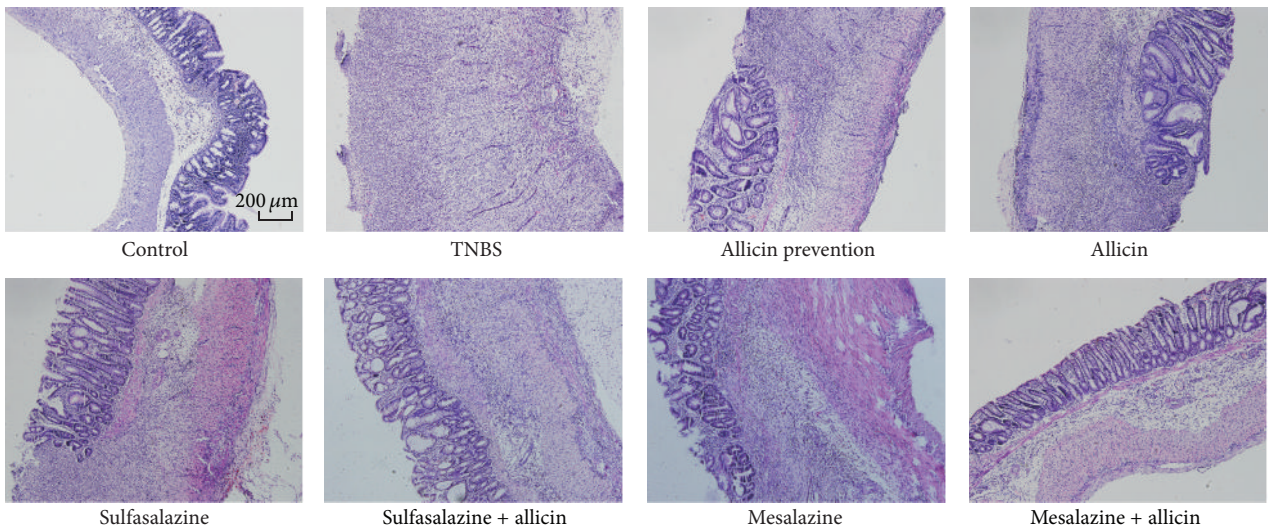 200 μm
Control
TNBS
Allicin prevention
Allicin
Sulfasalazine
Sulfasalazine + allicin
Mesalazine
Mesalazine + allicin